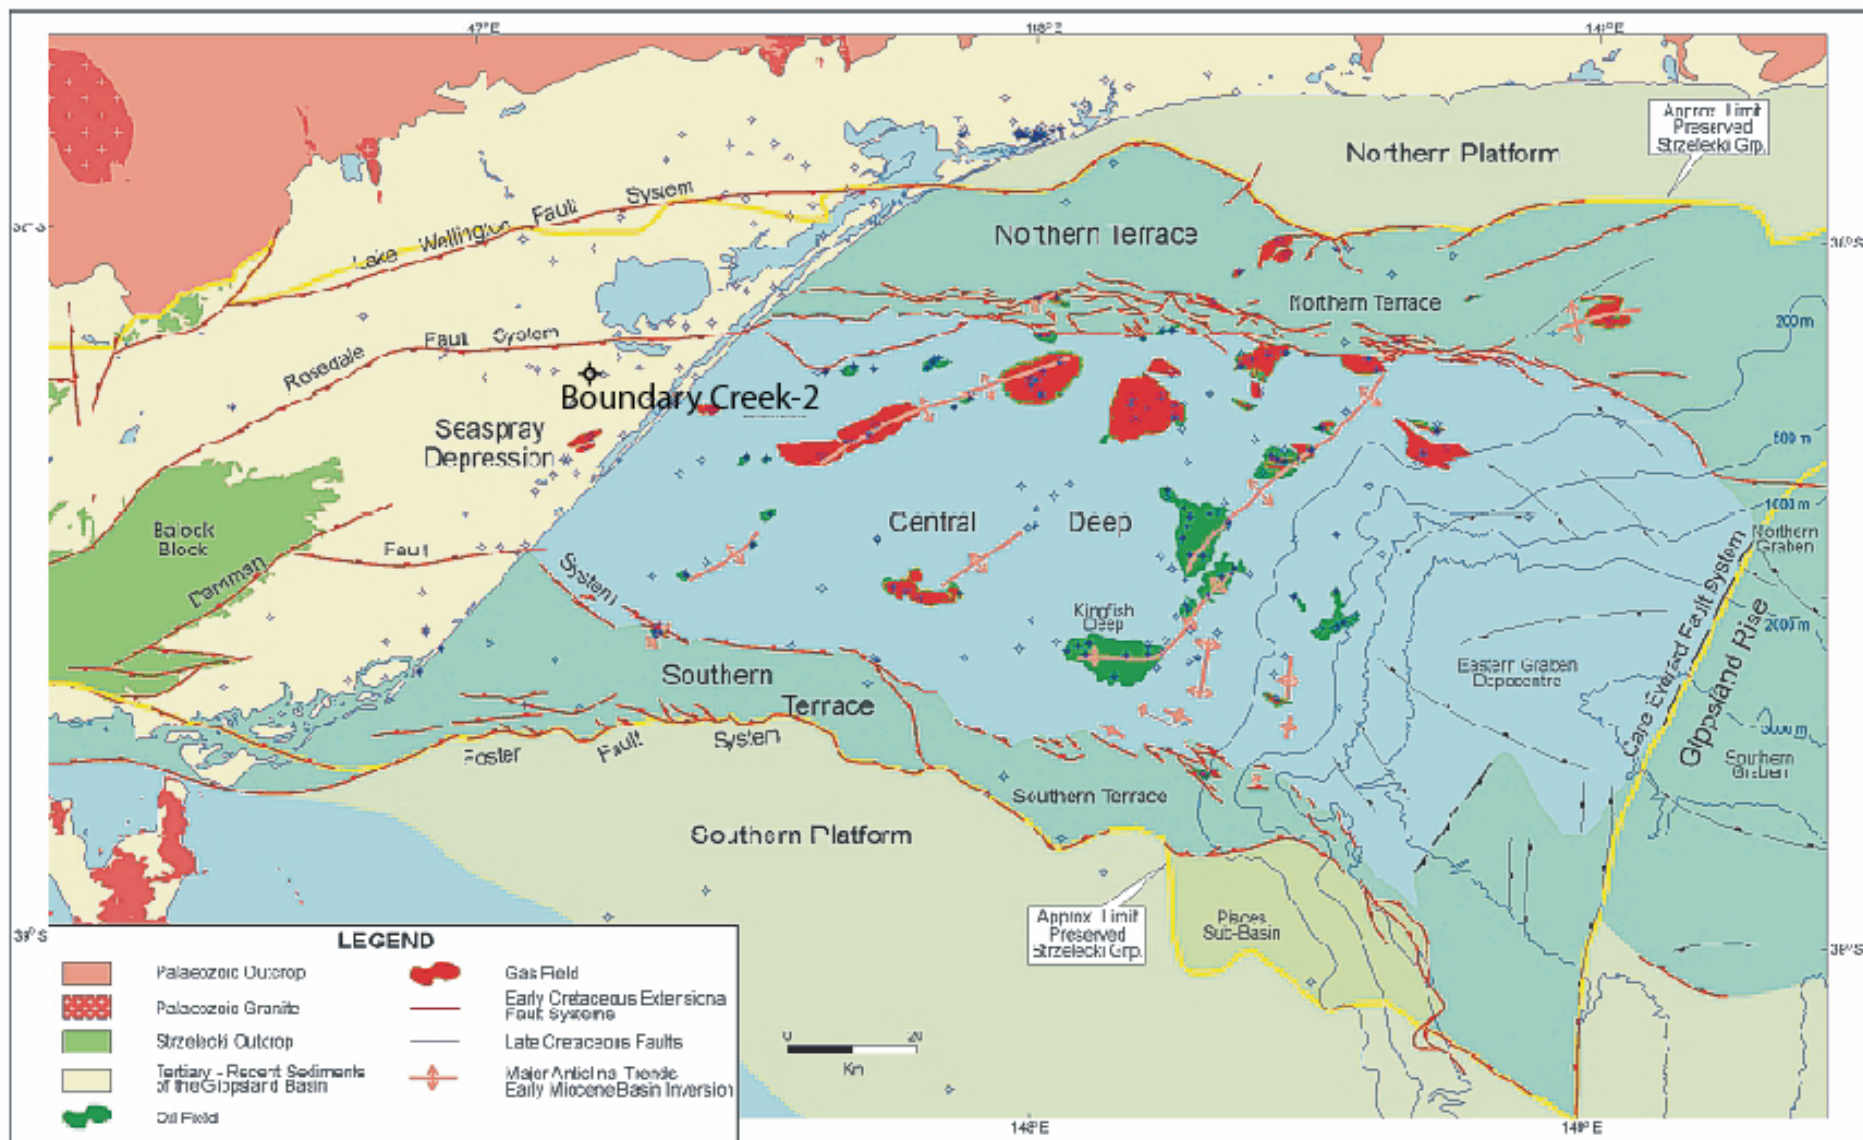 Approx. Limit
Preserved
Strzelecki Grp.
Northern Platform
Lake Wellington Fault System
Northern Terrace
Northern Terrace
200m
Rosedale Fault System
Boundary Creek-2
Seaspray
Depression
500 m
1000 m
Central Deep
Northern
Graben
Balook
Block
Fault
Darriman
System
Kingfish
Deep
Cape Everard Fault System
Gippsland Rise
2000 m
Eastern Graben
Depocentre
Southern
Terrace
3000 m
Southern
Graben
Foster Fault System
Southern Terrace
Southern Platform
Approx. Limit
Preserved
Strzelecki Grp.
Pisces
Sub-Basin
39°S
LEGEND
Palaeozoic Outcrop
Palaeozoic Granite
Strzelecki Outcrop
Tertiary - Recent Sediments
of the Gippsland Basin
Oil Field
Gas Field
Early Cretaceous Extensional
Fault Systems
Late Cretaceous Faults
Major Anticlinal Trends
Early Miocene Basin Inversion
0 20
Km
148°E
149°E